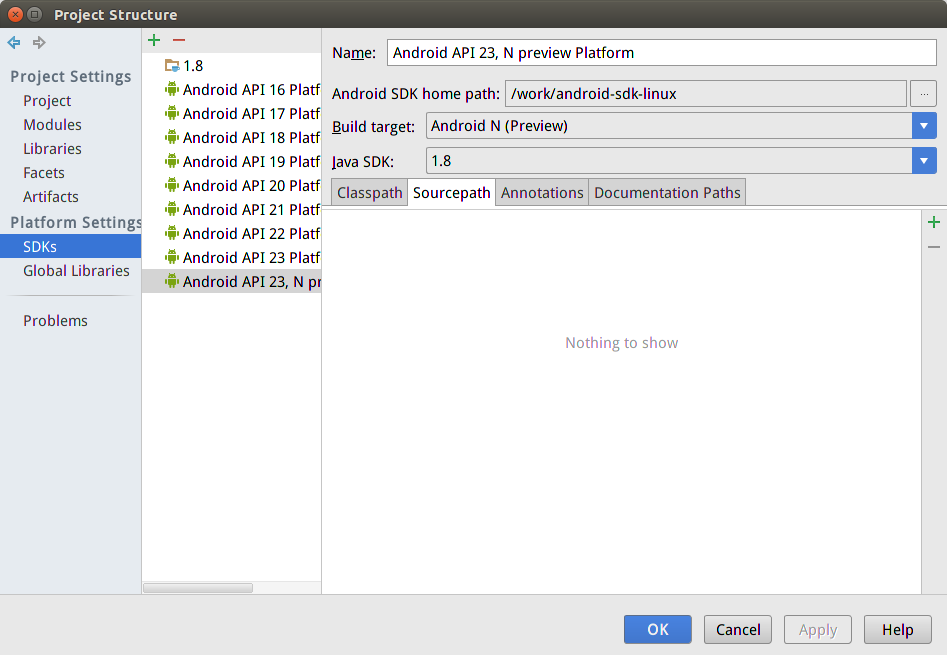 Project Structure
Project Settings
Project
Modules
Libraries
Facets
Artifacts
Platform Settings
SDKs
Global Libraries
Problems
1.8
Android API 16 Platf
Android API 17 Platf
Android API 18 Platf
Android API 19 Platf
Android API 20 Platf
Android API 21 Platf
Android API 22 Platf
Android API 23 Platf
Android API 23, N pr
Name: Android API 23, N preview Platform
Android SDK home path: /work/android-sdk-linux ...
Build target: Android N (Preview)
Java SDK: 1.8
Classpath Sourcepath Annotations Documentation Paths
Nothing to show
OK Cancel Apply Help